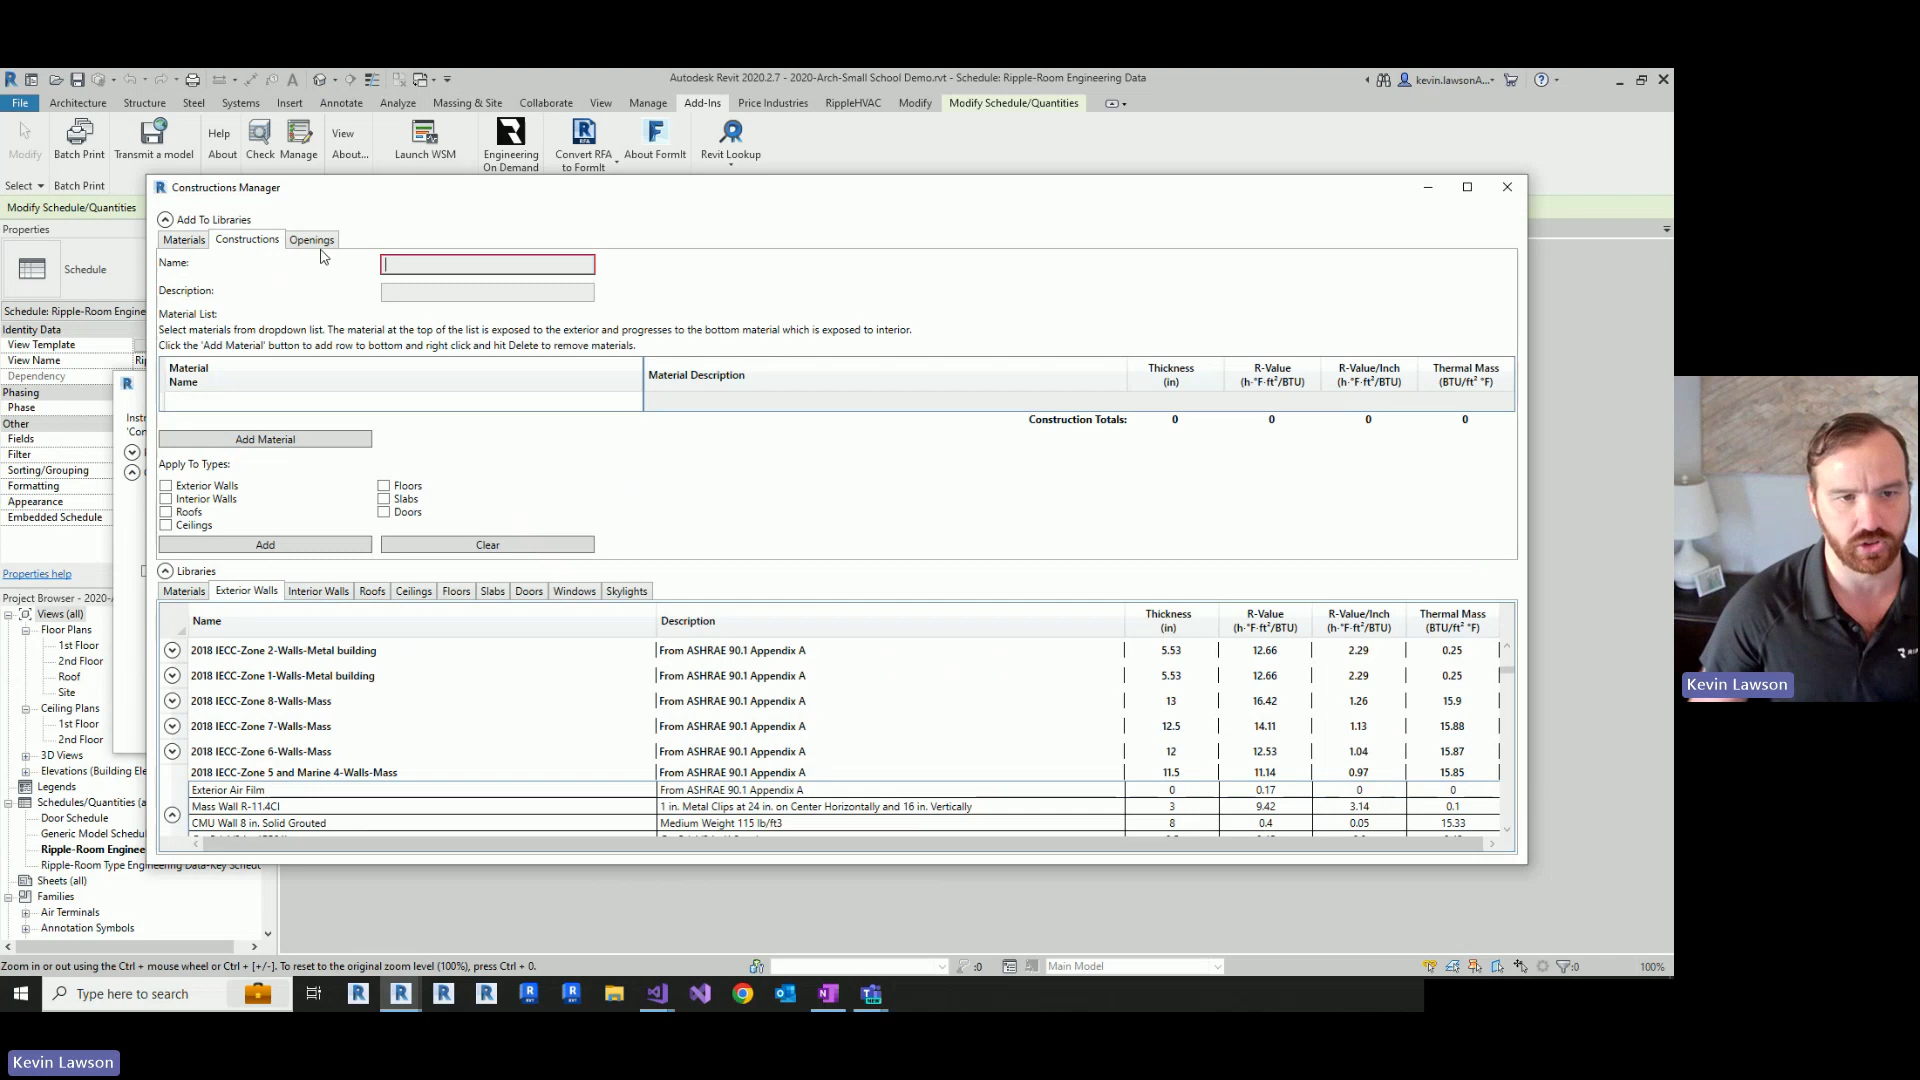 Autodesk Revit 2020.2.7 - 2020-Arch-Small School Demo.rvt - Schedule: Ripple-Room Engineering Data
kevin.lawsonA...
File Architecture Structure Steel Systems Insert Annotate Analyze Massing & Site Collaborate View Manage Add-Ins Price Industries RippleHVAC Modify Modify Schedule/Quantities
Modify Batch Print Transmit a model Help About Check Manage View About... Launch WSM Engineering On Demand Convert RFA to FormIt About FormIt Revit Lookup
Select Batch Print
Modify Schedule/Quantities
Properties
Schedule
Schedule: Ripple-Room Engine
Identity Data
View Template
View Name Rip
Dependency
Phasing
Phase
Other
Fields
Filter
Sorting/Grouping
Formatting
Appearance
Embedded Schedule
Properties help
Project Browser - 2020-
Views (all)
Floor Plans
1st Floor
2nd Floor
Roof
Site
Ceiling Plans
1st Floor
2nd Floor
3D Views
Elevations (Building Ele
Legends
Schedules/Quantities (a
Door Schedule
Generic Model Schedu
Ripple-Room Enginee
Ripple-Room Type Engineering Data-Key Schedu
Sheets (all)
Families
Air Terminals
Annotation Symbols
Instr
'Con
Constructions Manager
Add To Libraries
Materials Constructions Openings
Name:
Description:
Material List:
Select materials from dropdown list. The material at the top of the list is exposed to the exterior and progresses to the bottom material which is exposed to interior.
Click the 'Add Material' button to add row to bottom and right click and hit Delete to remove materials.
Material Name Material Description Thickness (in) R-Value (h·°F·ft²/BTU) R-Value/Inch (h·°F·ft²/BTU) Thermal Mass (BTU/ft² °F)
Construction Totals: 0 0 0 0
Add Material
Apply To Types:
Exterior Walls Floors
Interior Walls Slabs
Roofs Doors
Ceilings
Add Clear
Libraries
Materials Exterior Walls Interior Walls Roofs Ceilings Floors Slabs Doors Windows Skylights
Name Description Thickness (in) R-Value (h·°F·ft²/BTU) R-Value/Inch (h·°F·ft²/BTU) Thermal Mass (BTU/ft² °F)
2018 IECC-Zone 2-Walls-Metal building From ASHRAE 90.1 Appendix A 5.53 12.66 2.29 0.25
2018 IECC-Zone 1-Walls-Metal building From ASHRAE 90.1 Appendix A 5.53 12.66 2.29 0.25
2018 IECC-Zone 8-Walls-Mass From ASHRAE 90.1 Appendix A 13 16.42 1.26 15.9
2018 IECC-Zone 7-Walls-Mass From ASHRAE 90.1 Appendix A 12.5 14.11 1.13 15.88
2018 IECC-Zone 6-Walls-Mass From ASHRAE 90.1 Appendix A 12 12.53 1.04 15.87
2018 IECC-Zone 5 and Marine 4-Walls-Mass From ASHRAE 90.1 Appendix A 11.5 11.14 0.97 15.85
Exterior Air Film From ASHRAE 90.1 Appendix A 0 0.17 0 0
Mass Wall R-11.4CI 1 in. Metal Clips at 24 in. on Center Horizontally and 16 in. Vertically 3 9.42 3.14 0.1
CMU Wall 8 in. Solid Grouted Medium Weight 115 lb/ft3 8 0.4 0.05 15.33
Zoom in or out using the Ctrl + mouse wheel or Ctrl + [+/-]. To reset to the original zoom level (100%), press Ctrl + 0.
:0 Main Model :0 100%
Type here to search
Kevin Lawson
Kevin Lawson